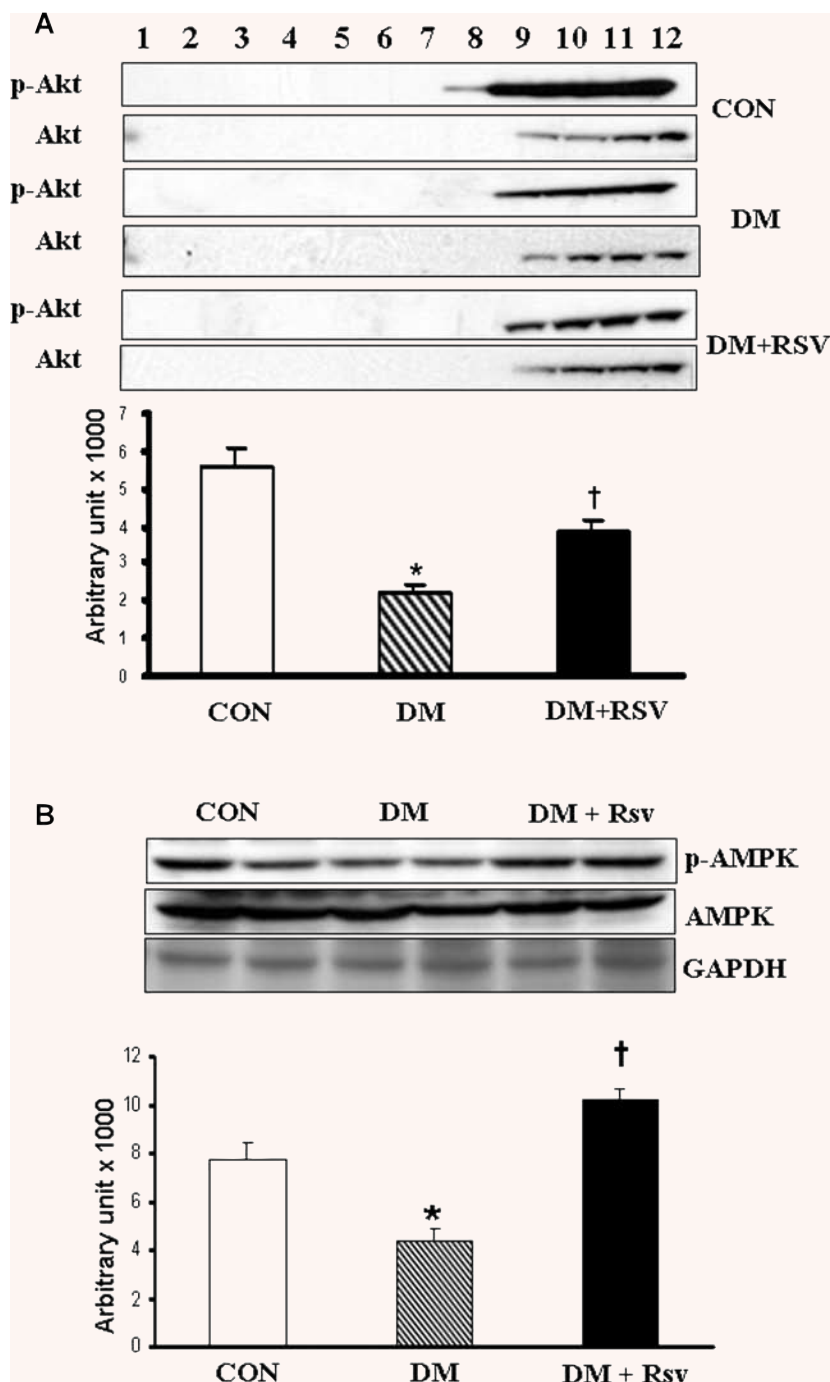 A
1 2 3 4 5 6 7 8 9 10 11 12
p-Akt
Akt
CON
p-Akt
Akt
DM
p-Akt
Akt
DM+RSV
Arbitrary unit x 1000
7
6
5
4
3
2
1
0
*
†
CON DM DM+RSV
B
CON DM DM + Rsv
p-AMPK
AMPK
GAPDH
Arbitrary unit x 1000
12
10
8
6
4
2
0
*
†
CON DM DM + Rsv